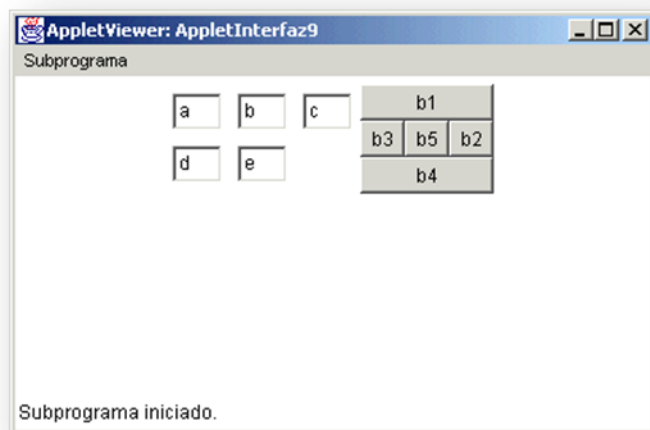 AppletViewer: AppletInterfaz9
Subprograma
a b c b1
b3 b5 b2
d e b4
Subprograma iniciado.